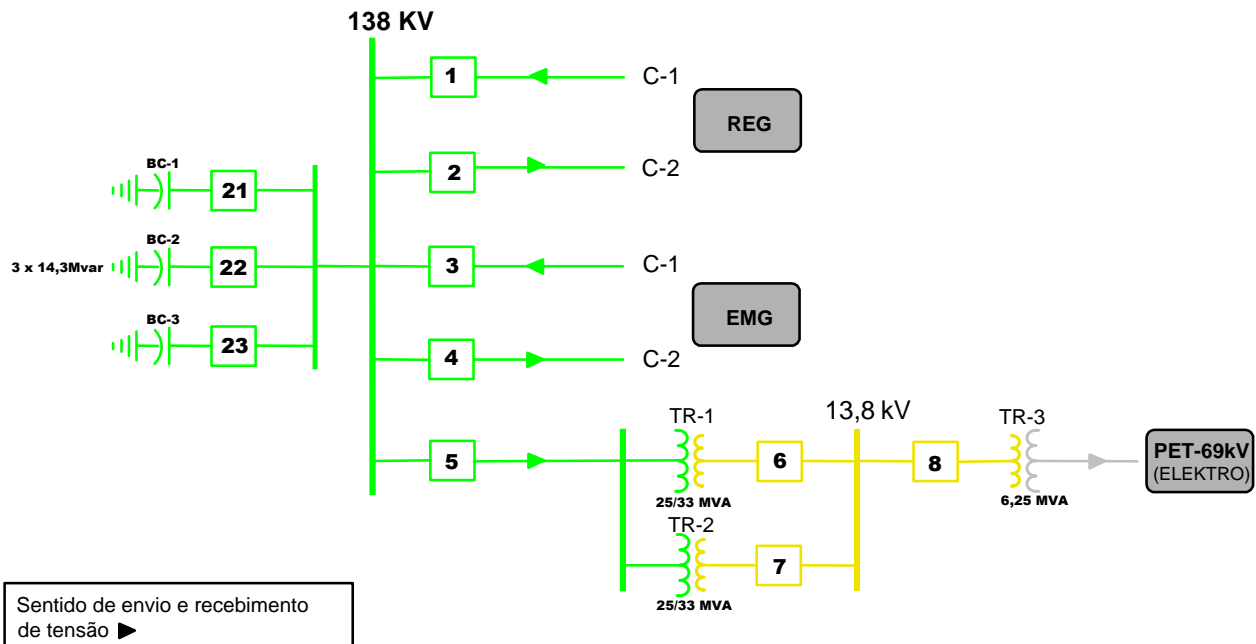 138 KV
1
C-1
REG
2
C-2
BC-1
21
BC-2
3 x 14,3Mvar
22
BC-3
23
3
C-1
EMG
4
C-2
5
TR-1
25/33 MVA
6
13,8 kV
8
TR-3
6,25 MVA
PET-69kV
(ELEKTRO)
TR-2
25/33 MVA
7
Sentido de envio e recebimento
de tensão